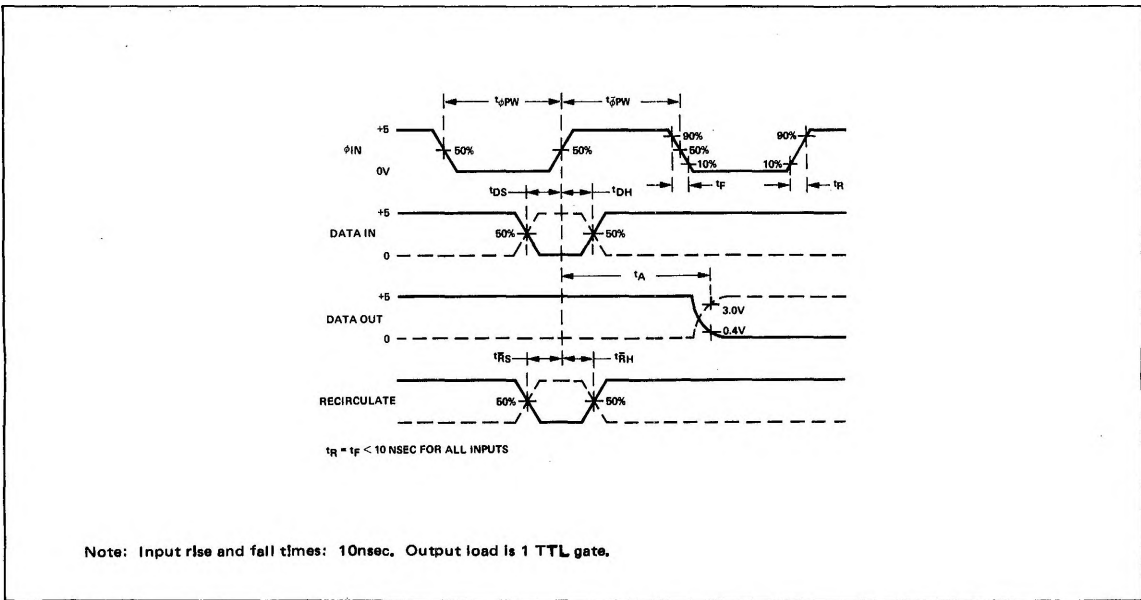 tφPW tφ̅PW
+5 90% 90%
φIN 50% 50% 50%
0V 10% 10%
tDS tDH tF tR
+5
DATA IN 50% 50%
0
tA
+5
DATA OUT 3.0V
0 0.4V
tR̅S tR̅H
RECIRCULATE 50% 50%
tR = tF < 10 NSEC FOR ALL INPUTS
Note: Input rise and fall times: 10nsec. Output load is 1 TTL gate.